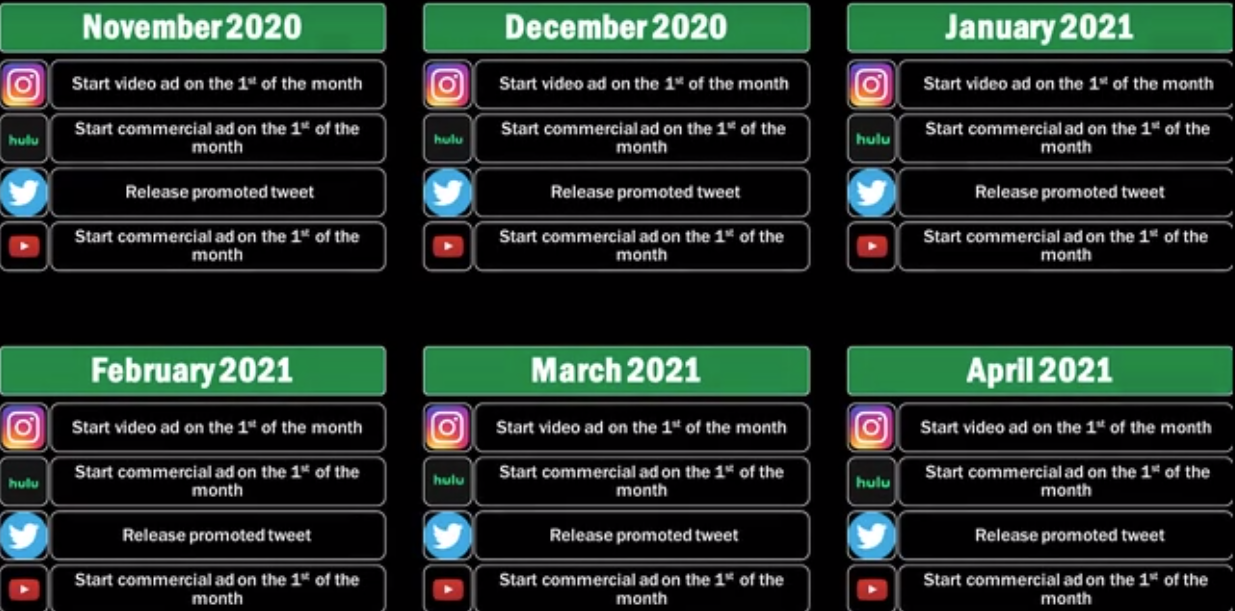 November 2020
Start video ad on the 1st of the month
hulu
Start commercial ad on the 1st of the
month
Release promoted tweet
Start commercial ad on the 1st of the
month
December 2020
Start video ad on the 1st of the month
hulu
Start commercial ad on the 1st of the
month
Release promoted tweet
Start commercial ad on the 1st of the
month
January 2021
Start video ad on the 1st of the month
hulu
Start commercial ad on the 1st of the
month
Release promoted tweet
Start commercial ad on the 1st of the
month
February 2021
Start video ad on the 1st of the month
hulu
Start commercial ad on the 1st of the
month
Release promoted tweet
Start commercial ad on the 1st of the
month
March 2021
Start video ad on the 1st of the month
hulu
Start commercial ad on the 1st of the
month
Release promoted tweet
Start commercial ad on the 1st of the
month
April 2021
Start video ad on the 1st of the month
hulu
Start commercial ad on the 1st of the
month
Release promoted tweet
Start commercial ad on the 1st of the
month